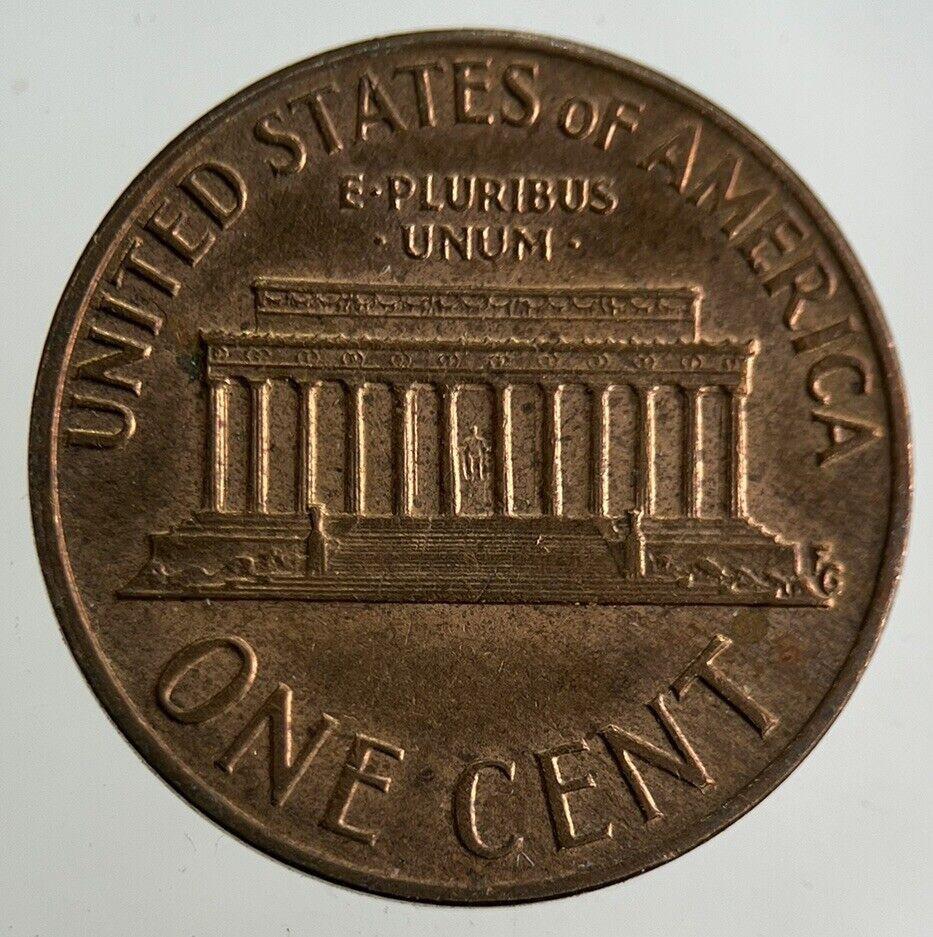 UNITED STATES OF AMERICA
E·PLURIBUS
·UNUM·
FG
ONE CENT